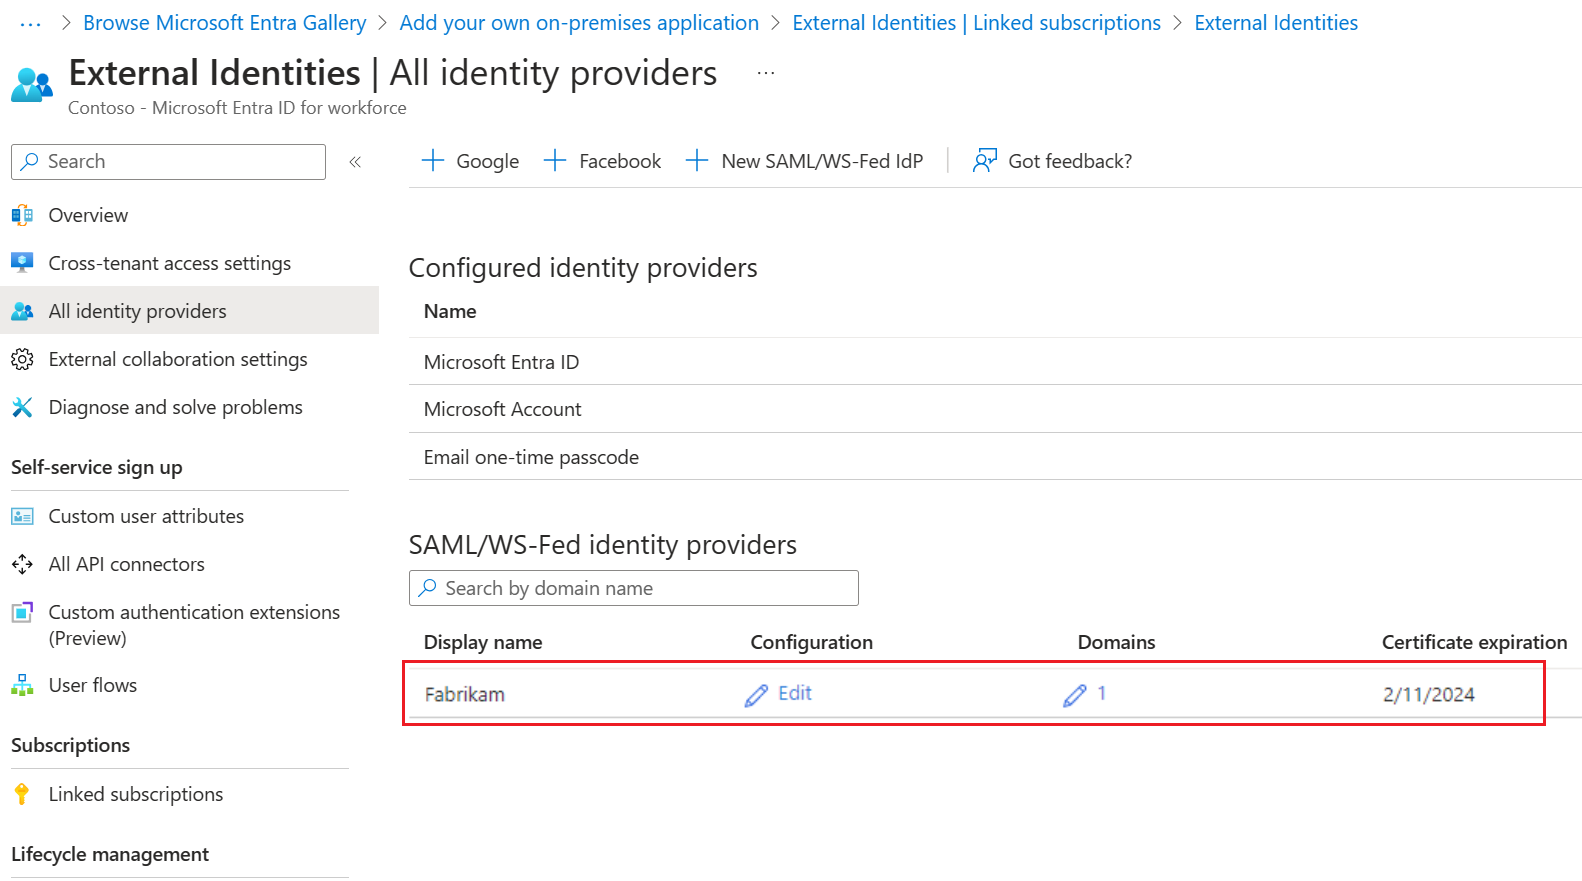 ... > Browse Microsoft Entra Gallery > Add your own on-premises application > External Identities | Linked subscriptions > External Identities
External Identities | All identity providers ...
Contoso - Microsoft Entra ID for workforce
Search «
+ Google + Facebook + New SAML/WS-Fed IdP Got feedback?
Overview
Cross-tenant access settings
All identity providers
External collaboration settings
Diagnose and solve problems
Self-service sign up
Custom user attributes
All API connectors
Custom authentication extensions
(Preview)
User flows
Subscriptions
Linked subscriptions
Lifecycle management
Configured identity providers
Name
Microsoft Entra ID
Microsoft Account
Email one-time passcode
SAML/WS-Fed identity providers
Search by domain name
Display name Configuration Domains Certificate expiration
Fabrikam Edit 1 2/11/2024